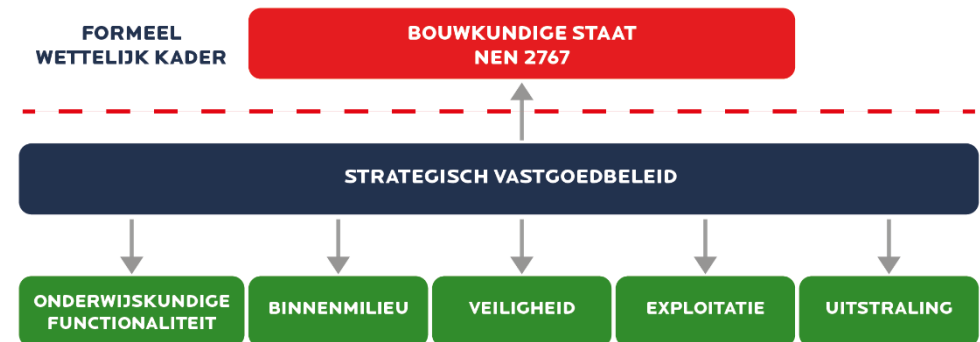 FORMEEL
WETTELIJK KADER
BOUWKUNDIGE STAAT
NEN 2767
STRATEGISCH VASTGOEDBELEID
ONDERWIJSKUNDIGE
FUNCTIONALITEIT
BINNENMILIEU
VEILIGHEID
EXPLOITATIE
UITSTRALING